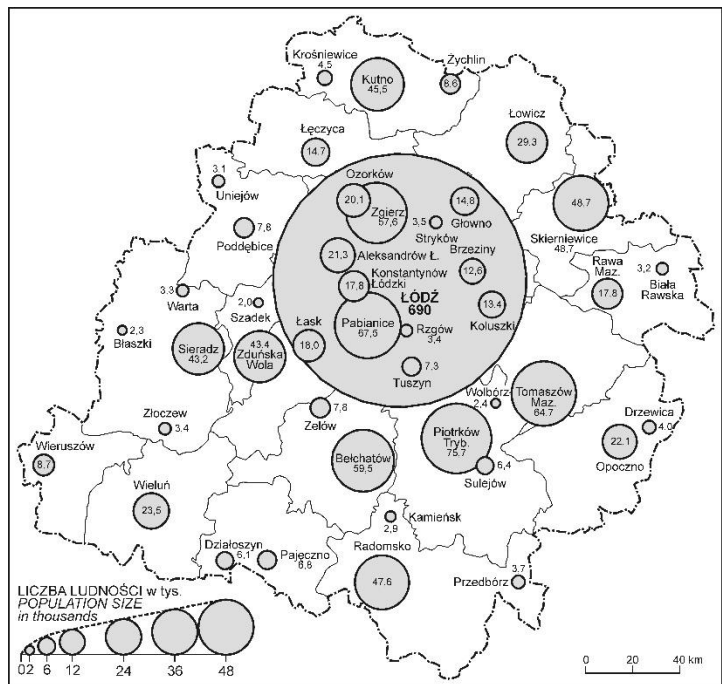 Krośniewice
4,5
Kutno
45,5
Żychlin
8.6
Łowicz
29.3
Łęczyca
14.7
3.1
Uniejów
Ozorków
20,1
Zgierz
57,6
14,8
Głowno
3,5
Stryków
48,7
Skierniewice
48,7
7,8
Poddębice
21,3
Aleksandrów Ł.
Brzeziny
12,6
Rawa
Maz.
17,8
3,2
Biała
Rawska
3.3
Warta
2,0
Szadek
Konstantynów
Łódzki
17,8
ŁÓDŹ
690
13.4
Koluszki
2,3
Błaszki
Sieradz
43,2
43.4
Zduńska
Wola
Łask
18,0
Pabianice
67,5
Rzgów
3,4
7,3
Tuszyn
Wolbórz
2,4
Tomaszów
Maz.
64.7
Złoczew
3,4
7,8
Zelów
Piotrków
Tryb.
75.7
6,4
Sulejów
Drzewica
4.0
22.1
Opoczno
Wieruszów
8,7
Wieluń
23,5
Bełchatów
59,5
Kamieńsk
2,9
Działoszyn
6,1
Pajęczno
6,8
Radomsko
47.6
3.7
Przedbórz
LICZBA LUDNOŚCI w tys.
POPULATION SIZE
in thousands
0 2 6 12 24 36 48
0 20 40 km